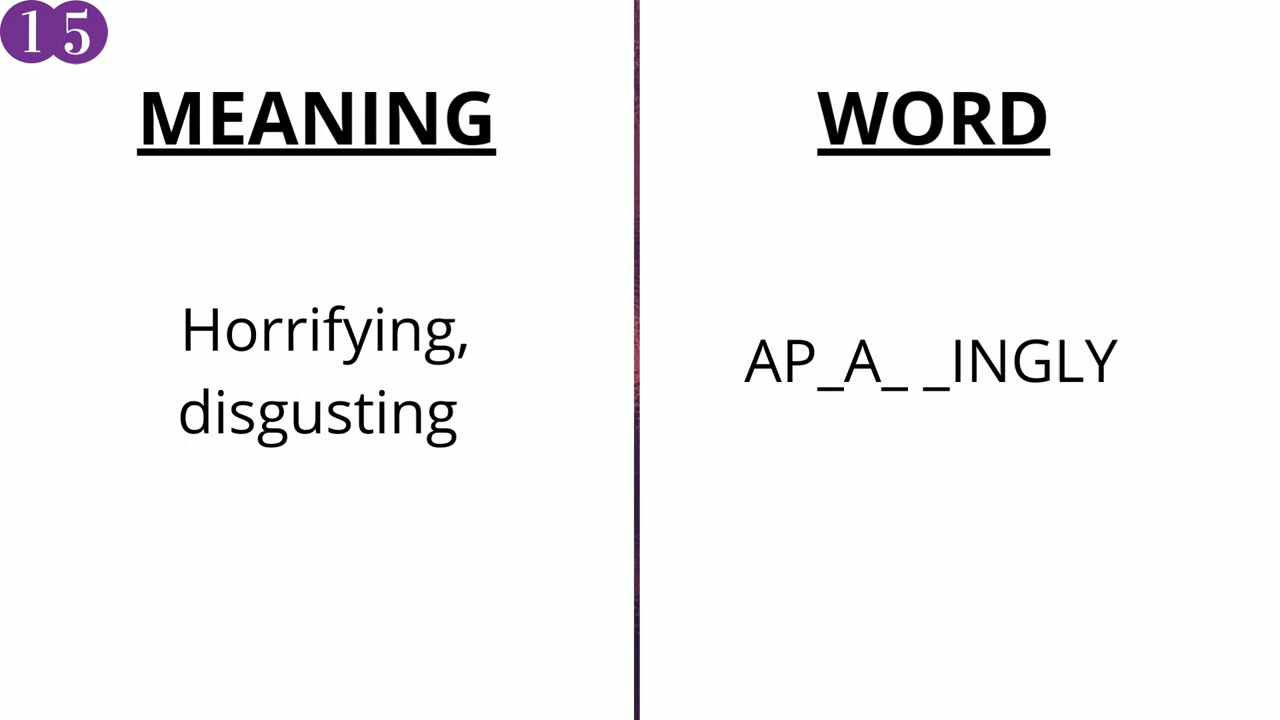 15
MEANING
WORD
Horrifying,
disgusting
AP_A_ _INGLY